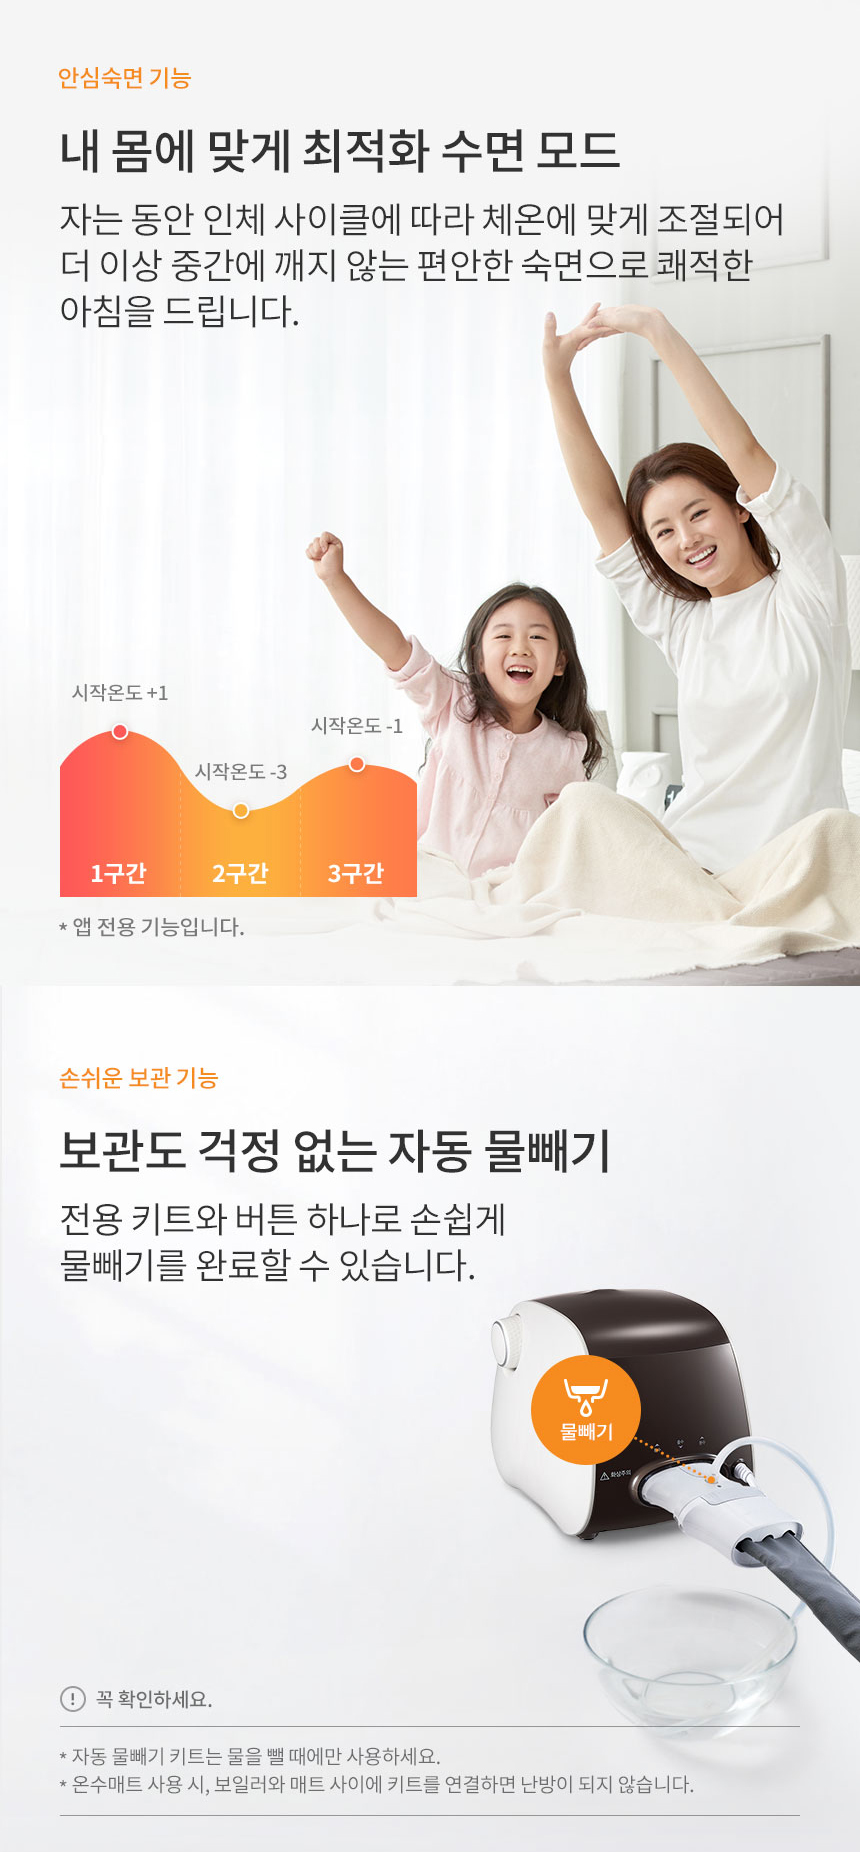 안심숙면 기능
내 몸에 맞게 최적화 수면 모드
자는 동안 인체 사이클에 따라 체온에 맞게 조절되어
더 이상 중간에 깨지 않는 편안한 숙면으로 쾌적한
아침을 드립니다.
시작온도 +1
시작온도 -1
시작온도 -3
1구간
2구간
3구간
* 앱 전용 기능입니다.
손쉬운 보관 기능
보관도 걱정 없는 자동 물빼기
전용 키트와 버튼 하나로 손쉽게
물빼기를 완료할 수 있습니다.
물빼기
화상주의
꼭 확인하세요.
* 자동 물빼기 키트는 물을 뺄 때에만 사용하세요.
* 온수매트 사용 시, 보일러와 매트 사이에 키트를 연결하면 난방이 되지 않습니다.